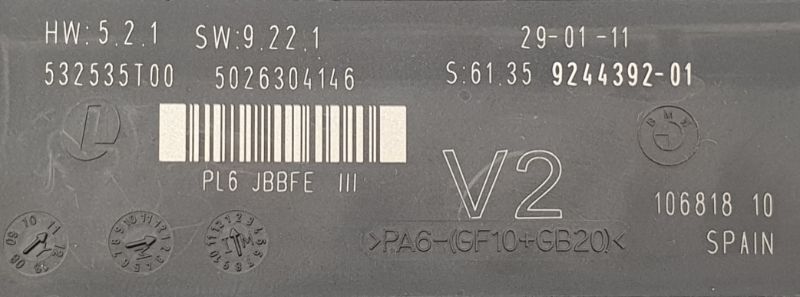 HW:5.2.1 SW:9.22.1 29-01-11
532535T00 5026304146 S:61.35 9244392-01
BMW
PL6 JBBFE III
V2
106818 10
>PA6-(GF10+GB20)<
SPAIN